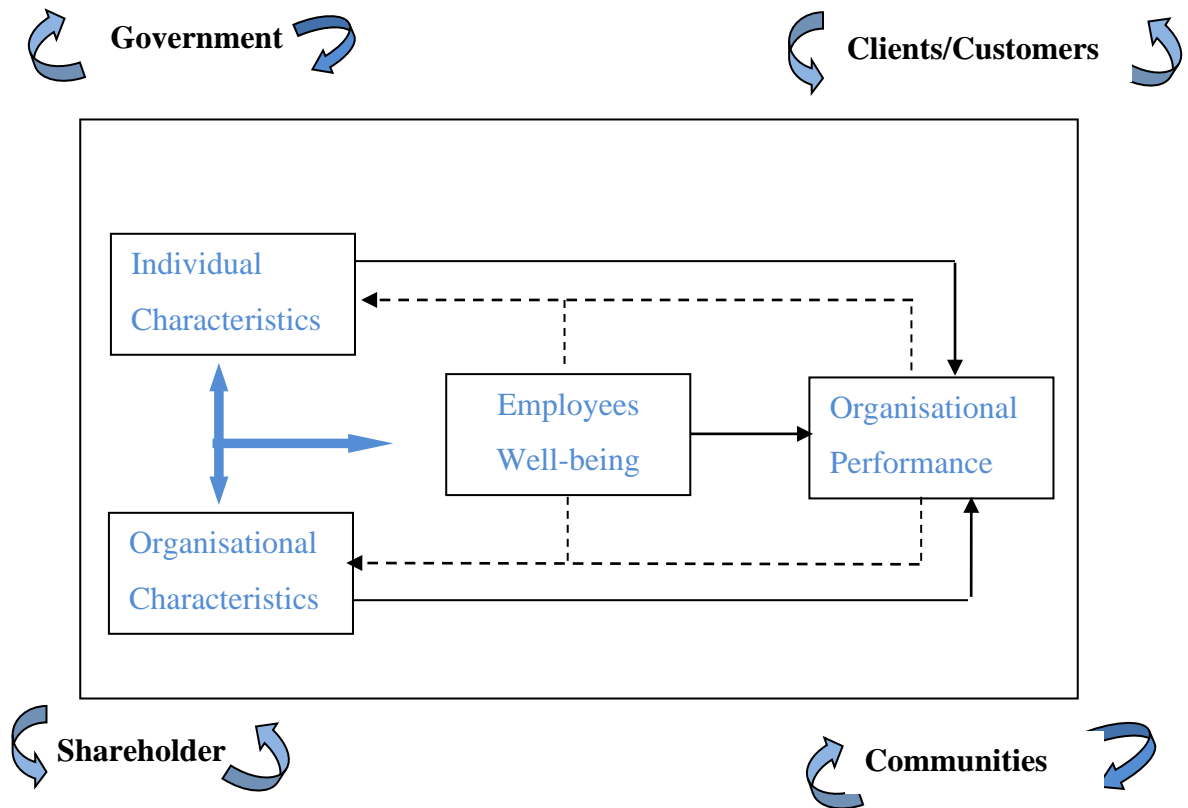 Government
Clients/Customers
Individual
Characteristics
Employees
Well-being
Organisational
Performance
Organisational
Characteristics
Shareholder
Communities